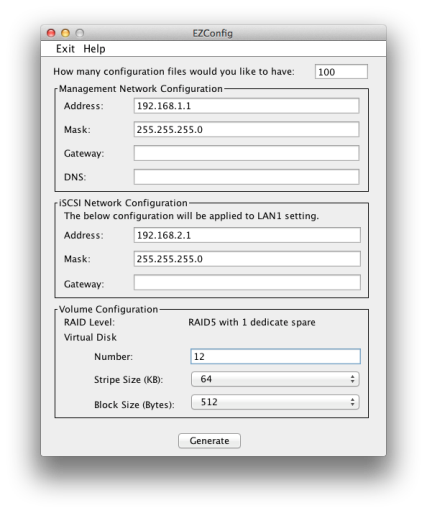 EZConfig
Exit Help
How many configuration files would you like to have: 100
Management Network Configuration
Address: 192.168.1.1
Mask: 255.255.255.0
Gateway:
DNS:
iSCSI Network Configuration
The below configuration will be applied to LAN1 setting.
Address: 192.168.2.1
Mask: 255.255.255.0
Gateway:
Volume Configuration
RAID Level: RAID5 with 1 dedicate spare
Virtual Disk
Number: 12
Stripe Size (KB): 64
Block Size (Bytes): 512
Generate